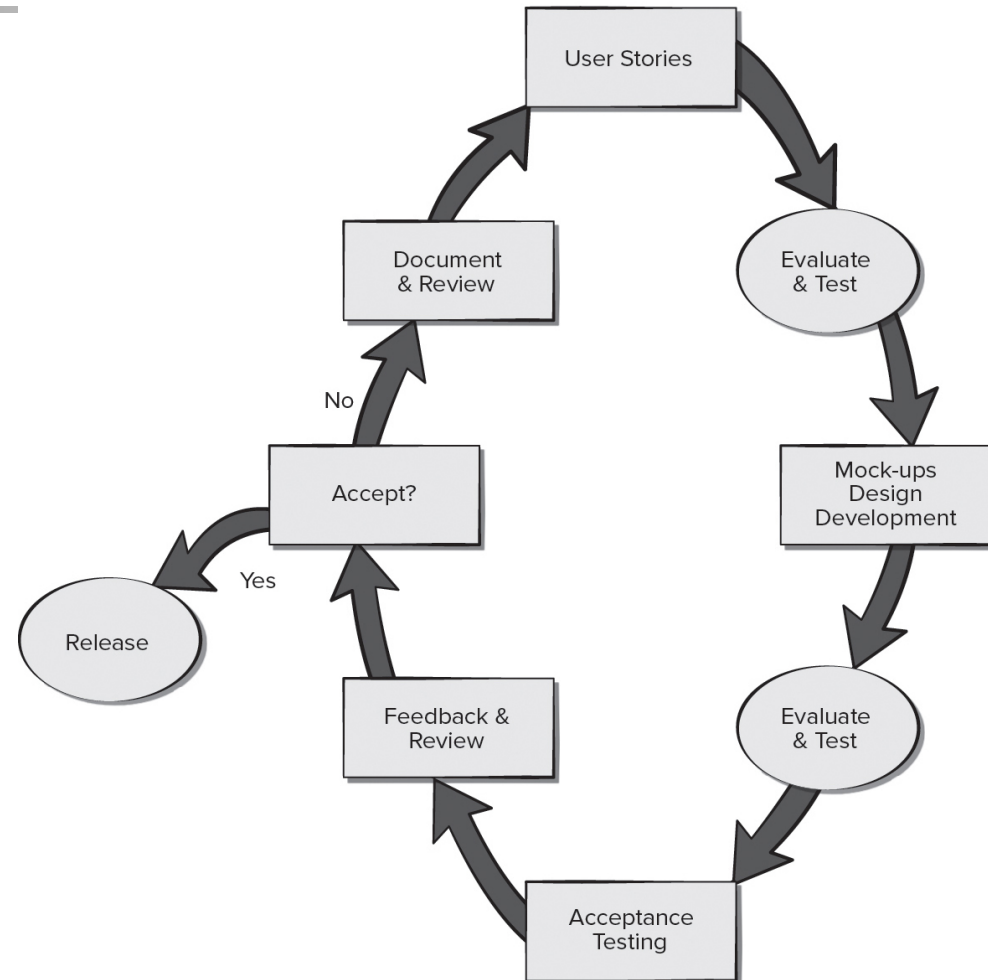 User Stories
Evaluate
& Test
Mock-ups
Design
Development
Evaluate
& Test
Acceptance
Testing
Feedback &
Review
Accept?
Yes
Release
No
Document
& Review